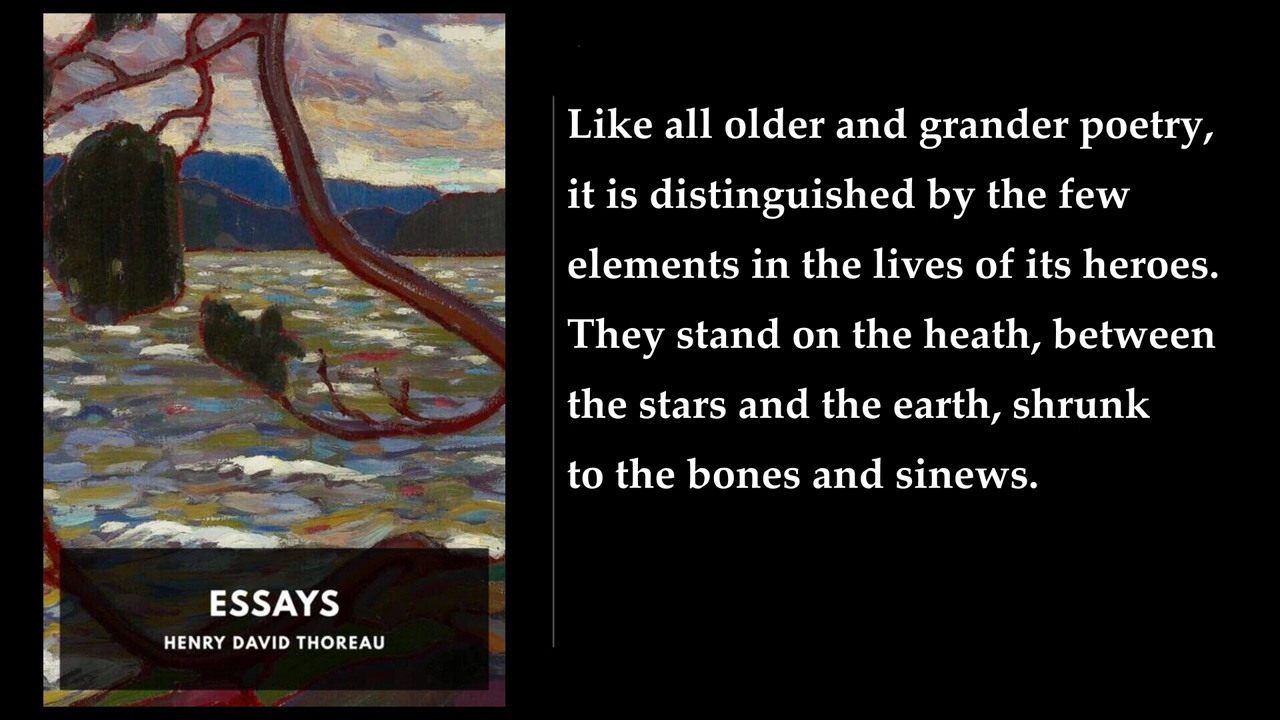 Like all older and grander poetry,
it is distinguished by the few
elements in the lives of its heroes.
They stand on the heath, between
the stars and the earth, shrunk
to the bones and sinews.
ESSAYS
HENRY DAVID THOREAU